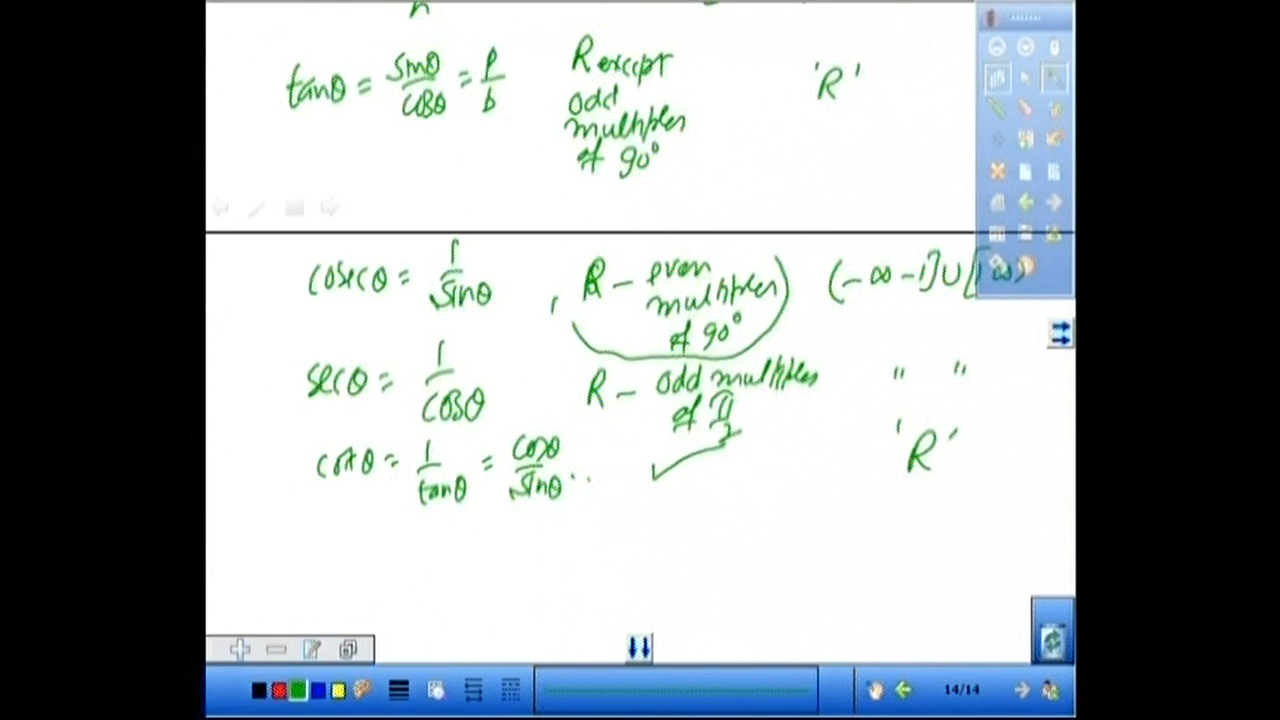 tanθ = sinθ/cosθ = p/b R except odd multiples of 90° 'R'
cosecθ = 1/sinθ , R – even multiples of 90° (-∞ -1] ∪ [1 ∞)
secθ = 1/cosθ R – odd multiples of π/2 " "
cotθ = 1/tanθ = cosθ/sinθ .. ✓ 'R'
14/14